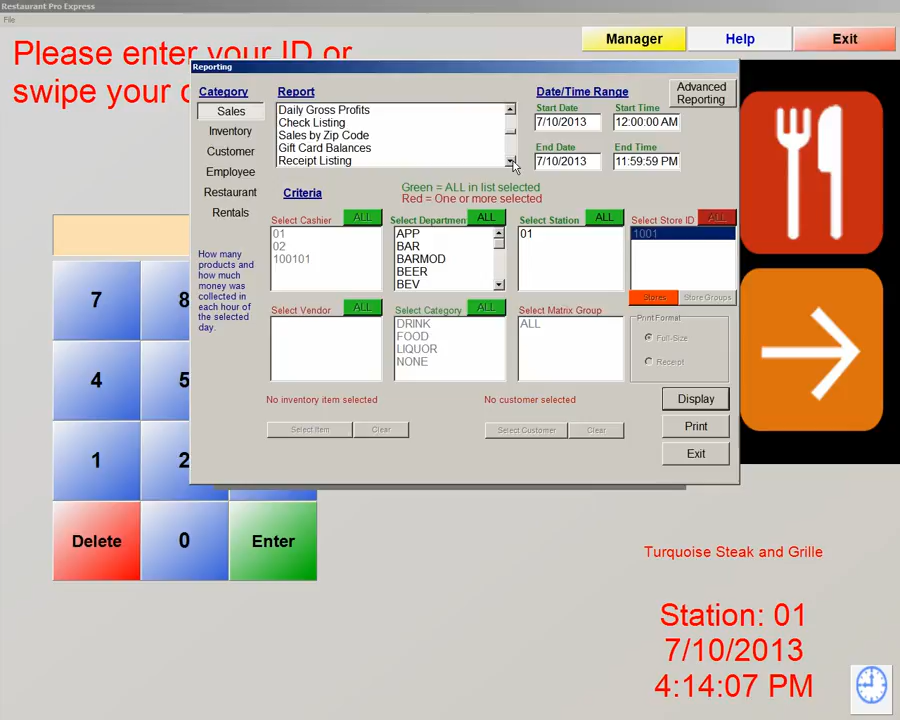 Restaurant Pro Express
File
Please enter your ID or
swipe your
Manager
Help
Exit
Reporting
Category
Report
Date/Time Range
Advanced
Reporting
Sales
Inventory
Customer
Employee
Restaurant
Rentals
Daily Gross Profits
Check Listing
Sales by Zip Code
Gift Card Balances
Receipt Listing
Start Date
Start Time
7/10/2013
12:00:00 AM
End Date
End Time
7/10/2013
11:59:59 PM
Green = ALL in list selected
Red = One or more selected
Criteria
Select Cashier
ALL
Select Department
ALL
Select Station
ALL
Select Store ID
ALL
01
02
100101
APP
BAR
BARMOD
BEER
BEV
01
1001
How many
products and
how much
money was
collected in
each hour of
the selected
day.
Stores
Store Groups
Select Vendor
ALL
Select Category
ALL
Select Matrix Group
DRINK
FOOD
LIQUOR
NONE
ALL
Print Format
Full-Size
Receipt
No inventory item selected
No customer selected
Select Item
Clear
Select Customer
Clear
Display
Print
Exit
7
8
4
5
1
2
Delete
0
Enter
Turquoise Steak and Grille
Station: 01
7/10/2013
4:14:07 PM